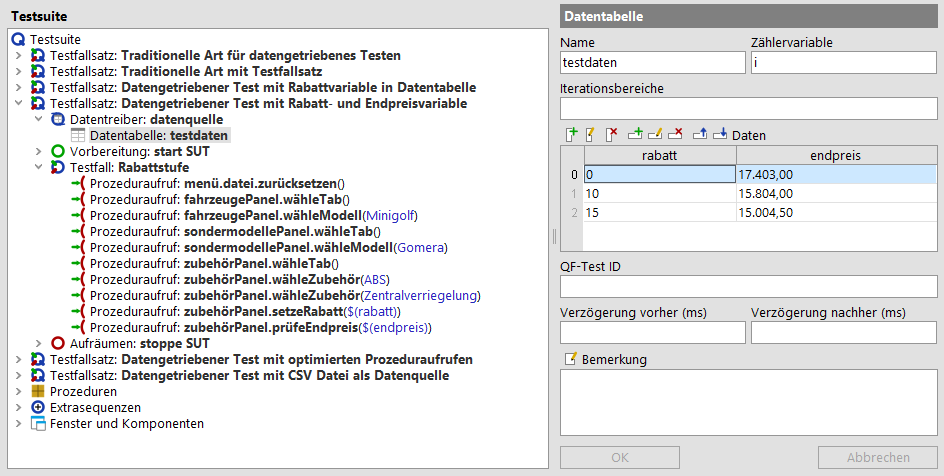 Testsuite
Testsuite
Testfallsatz: Traditionelle Art für datengetriebenes Testen
Testfallsatz: Traditionelle Art mit Testfallsatz
Testfallsatz: Datengetriebener Test mit Rabattvariable in Datentabelle
Testfallsatz: Datengetriebener Test mit Rabatt- und Endpreisvariable
Datentreiber: datenquelle
Datentabelle: testdaten
Vorbereitung: start SUT
Testfall: Rabattstufe
Prozeduraufruf: menü.datei.zurücksetzen()
Prozeduraufruf: fahrzeugePanel.wähleTab()
Prozeduraufruf: fahrzeugePanel.wähleModell(Minigolf)
Prozeduraufruf: sondermodellePanel.wähleTab()
Prozeduraufruf: sondermodellePanel.wähleModell(Gomera)
Prozeduraufruf: zubehörPanel.wähleTab()
Prozeduraufruf: zubehörPanel.wähleZubehör(ABS)
Prozeduraufruf: zubehörPanel.wähleZubehör(Zentralverriegelung)
Prozeduraufruf: zubehörPanel.setzeRabatt($(rabatt))
Prozeduraufruf: zubehörPanel.prüfeEndpreis($(endpreis))
Aufräumen: stoppe SUT
Testfallsatz: Datengetriebener Test mit optimierten Prozeduraufrufen
Testfallsatz: Datengetriebener Test mit CSV Datei als Datenquelle
Prozeduren
Extrasequenzen
Fenster und Komponenten
Datentabelle
Name Zählervariable
testdaten i
Iterationsbereiche
Daten
rabatt endpreis
0 0 17.403,00
1 10 15.804,00
2 15 15.004,50
QF-Test ID
Verzögerung vorher (ms) Verzögerung nachher (ms)
Bemerkung
OK Abbrechen